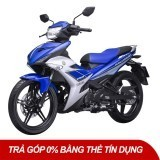 TRẢ GÓP 0% BẰNG THẺ TÍN DỤNG